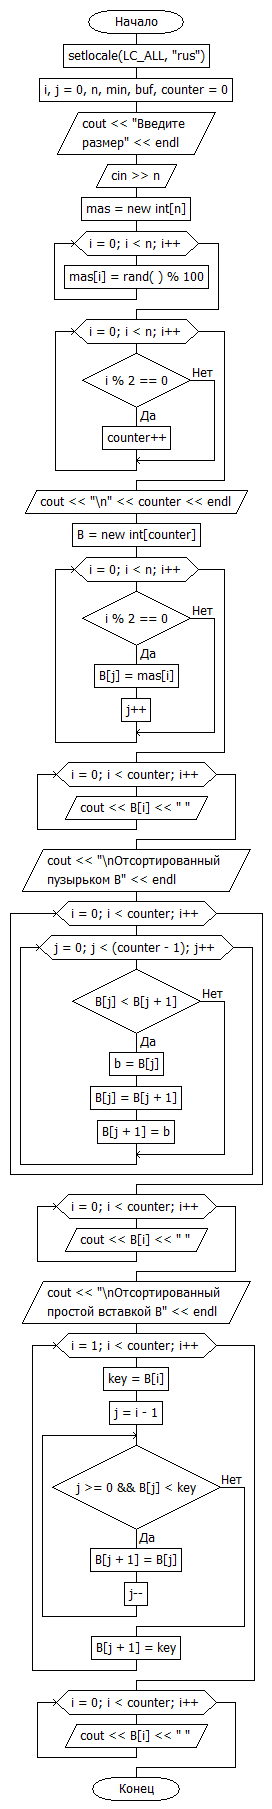 Начало
setlocale(LC_ALL, "rus")
i, j = 0, n, min, buf, counter = 0
cout << "Введите
размер" << endl
cin >> n
mas = new int[n]
i = 0; i < n; i++
mas[i] = rand( ) % 100
i = 0; i < n; i++
i % 2 == 0
Нет
Да
counter++
cout << "\n" << counter << endl
B = new int[counter]
i = 0; i < n; i++
i % 2 == 0
Нет
Да
B[j] = mas[i]
j++
i = 0; i < counter; i++
cout << B[i] << " "
cout << "\nОтсортированный
пузырьком B" << endl
i = 0; i < counter; i++
j = 0; j < (counter - 1); j++
B[j] < B[j + 1]
Нет
Да
b = B[j]
B[j] = B[j + 1]
B[j + 1] = b
i = 0; i < counter; i++
cout << B[i] << " "
cout << "\nОтсортированный
простой вставкой B" << endl
i = 1; i < counter; i++
key = B[i]
j = i - 1
j >= 0 && B[j] < key
Нет
Да
B[j + 1] = B[j]
j--
B[j + 1] = key
i = 0; i < counter; i++
cout << B[i] << " "
Конец